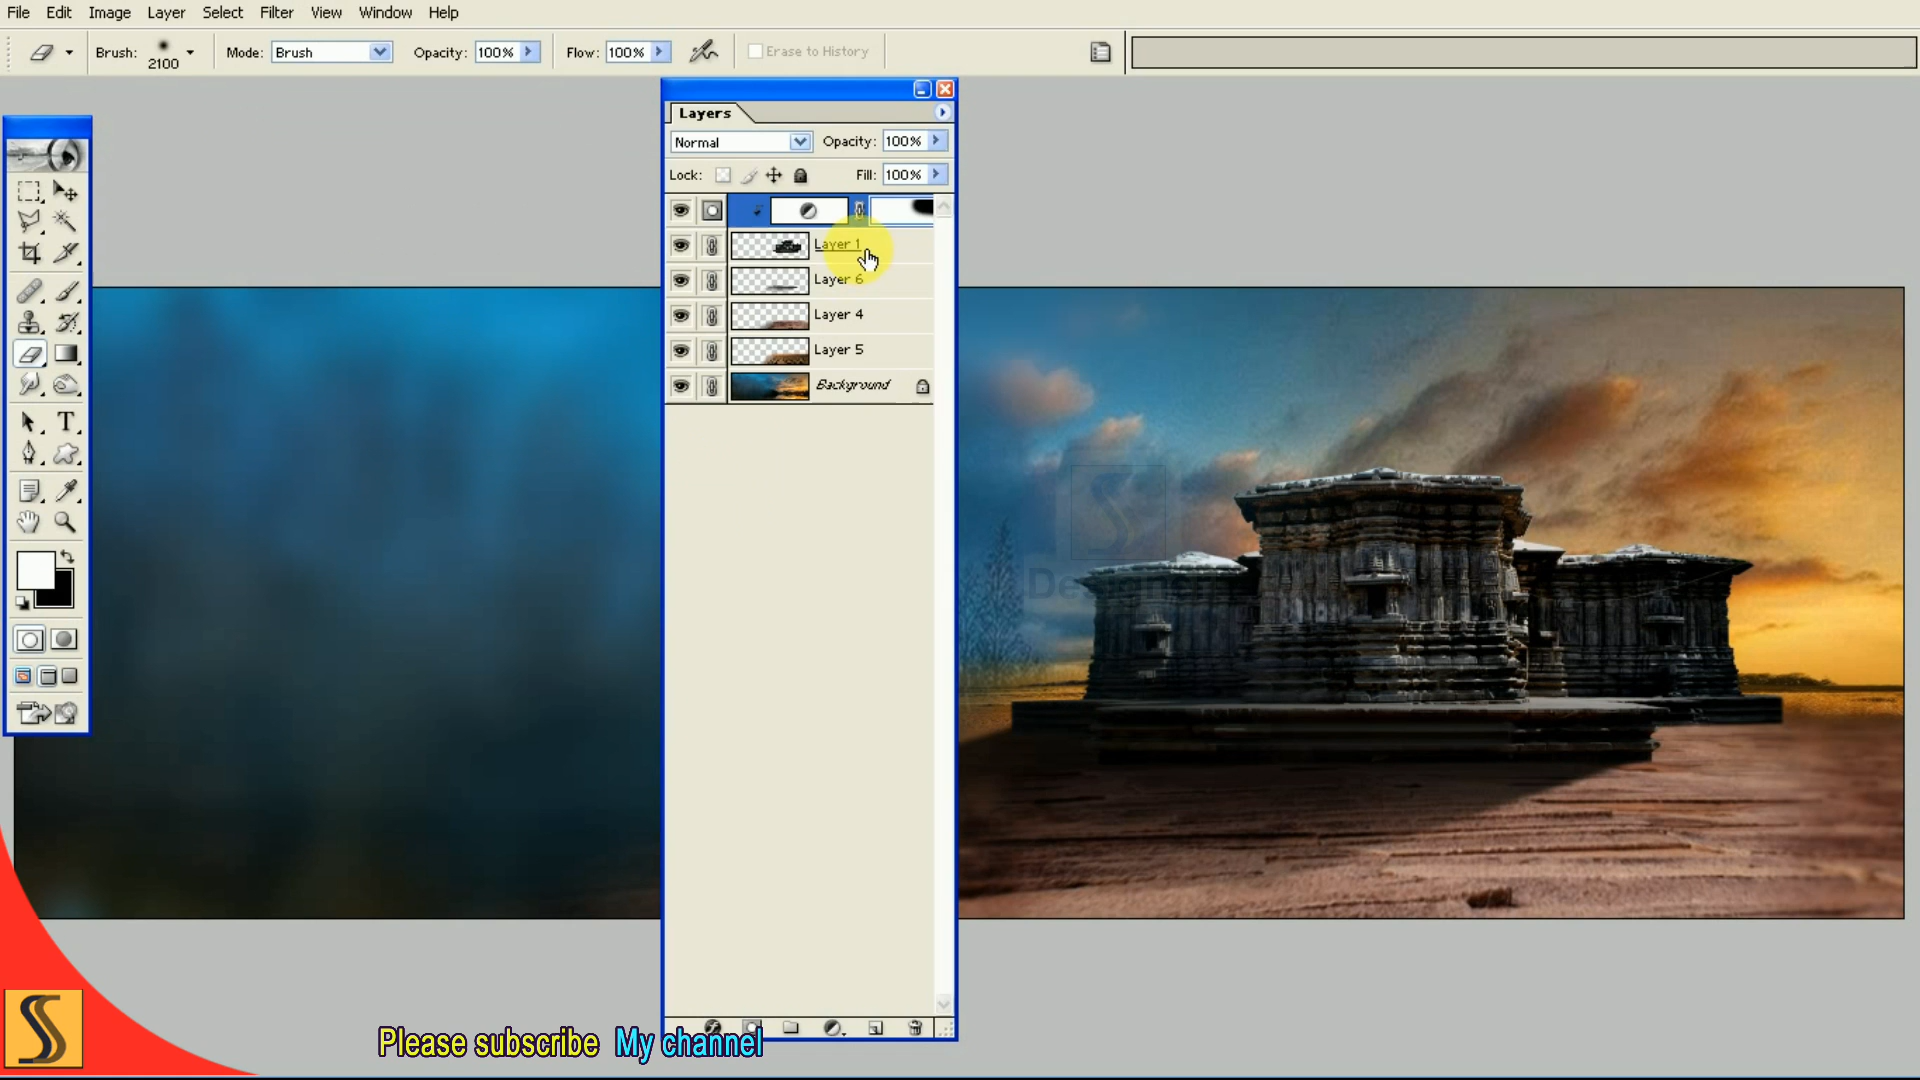 File Edit Image Layer Select Filter View Window Help
Brush: 2100 Mode: Brush Opacity: 100% Flow: 100% Erase to History
Layers
Normal Opacity: 100%
Lock: Fill: 100%
Layer 1
Layer 6
Layer 4
Layer 5
Background
Please subscribe My channel